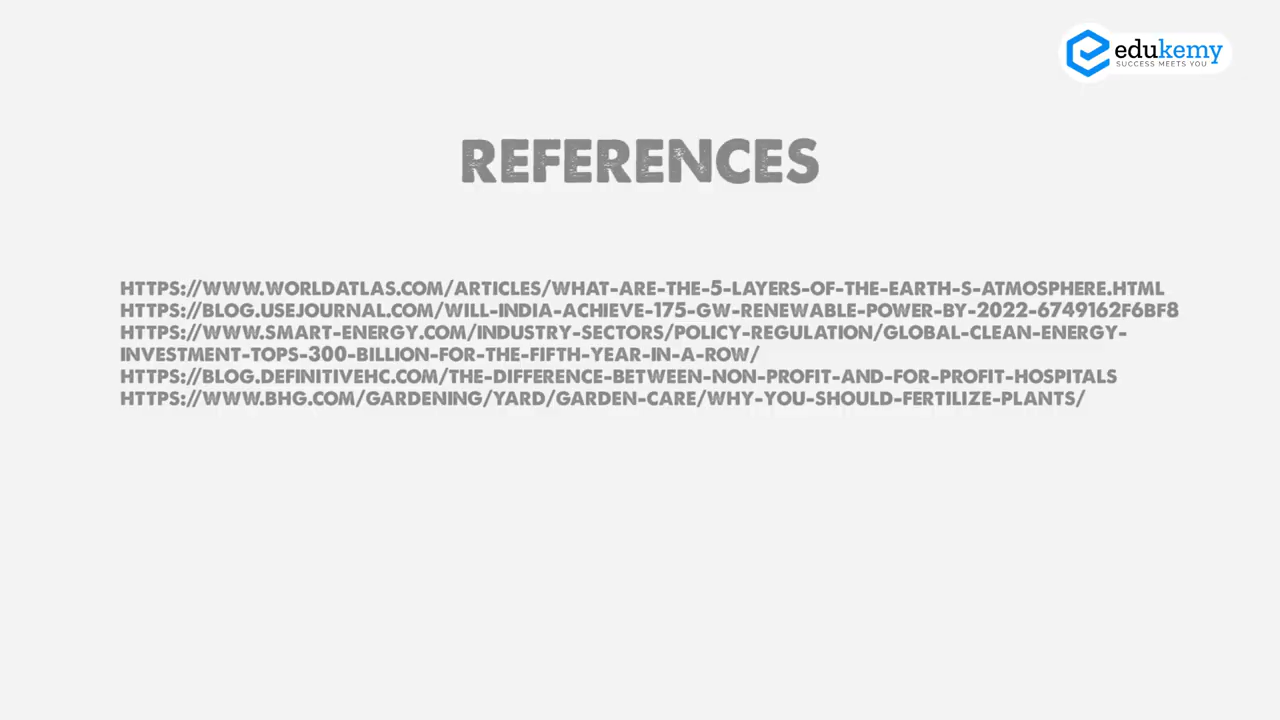 edukemy
SUCCESS MEETS YOU
REFERENCES
HTTPS://WWW.WORLDATLAS.COM/ARTICLES/WHAT-ARE-THE-5-LAYERS-OF-THE-EARTH-S-ATMOSPHERE.HTML
HTTPS://BLOG.USEJOURNAL.COM/WILL-INDIA-ACHIEVE-175-GW-RENEWABLE-POWER-BY-2022-6749162F6BF8
HTTPS://WWW.SMART-ENERGY.COM/INDUSTRY-SECTORS/POLICY-REGULATION/GLOBAL-CLEAN-ENERGY-
INVESTMENT-TOPS-300-BILLION-FOR-THE-FIFTH-YEAR-IN-A-ROW/
HTTPS://BLOG.DEFINITIVEHC.COM/THE-DIFFERENCE-BETWEEN-NON-PROFIT-AND-FOR-PROFIT-HOSPITALS
HTTPS://WWW.BHG.COM/GARDENING/YARD/GARDEN-CARE/WHY-YOU-SHOULD-FERTILIZE-PLANTS/